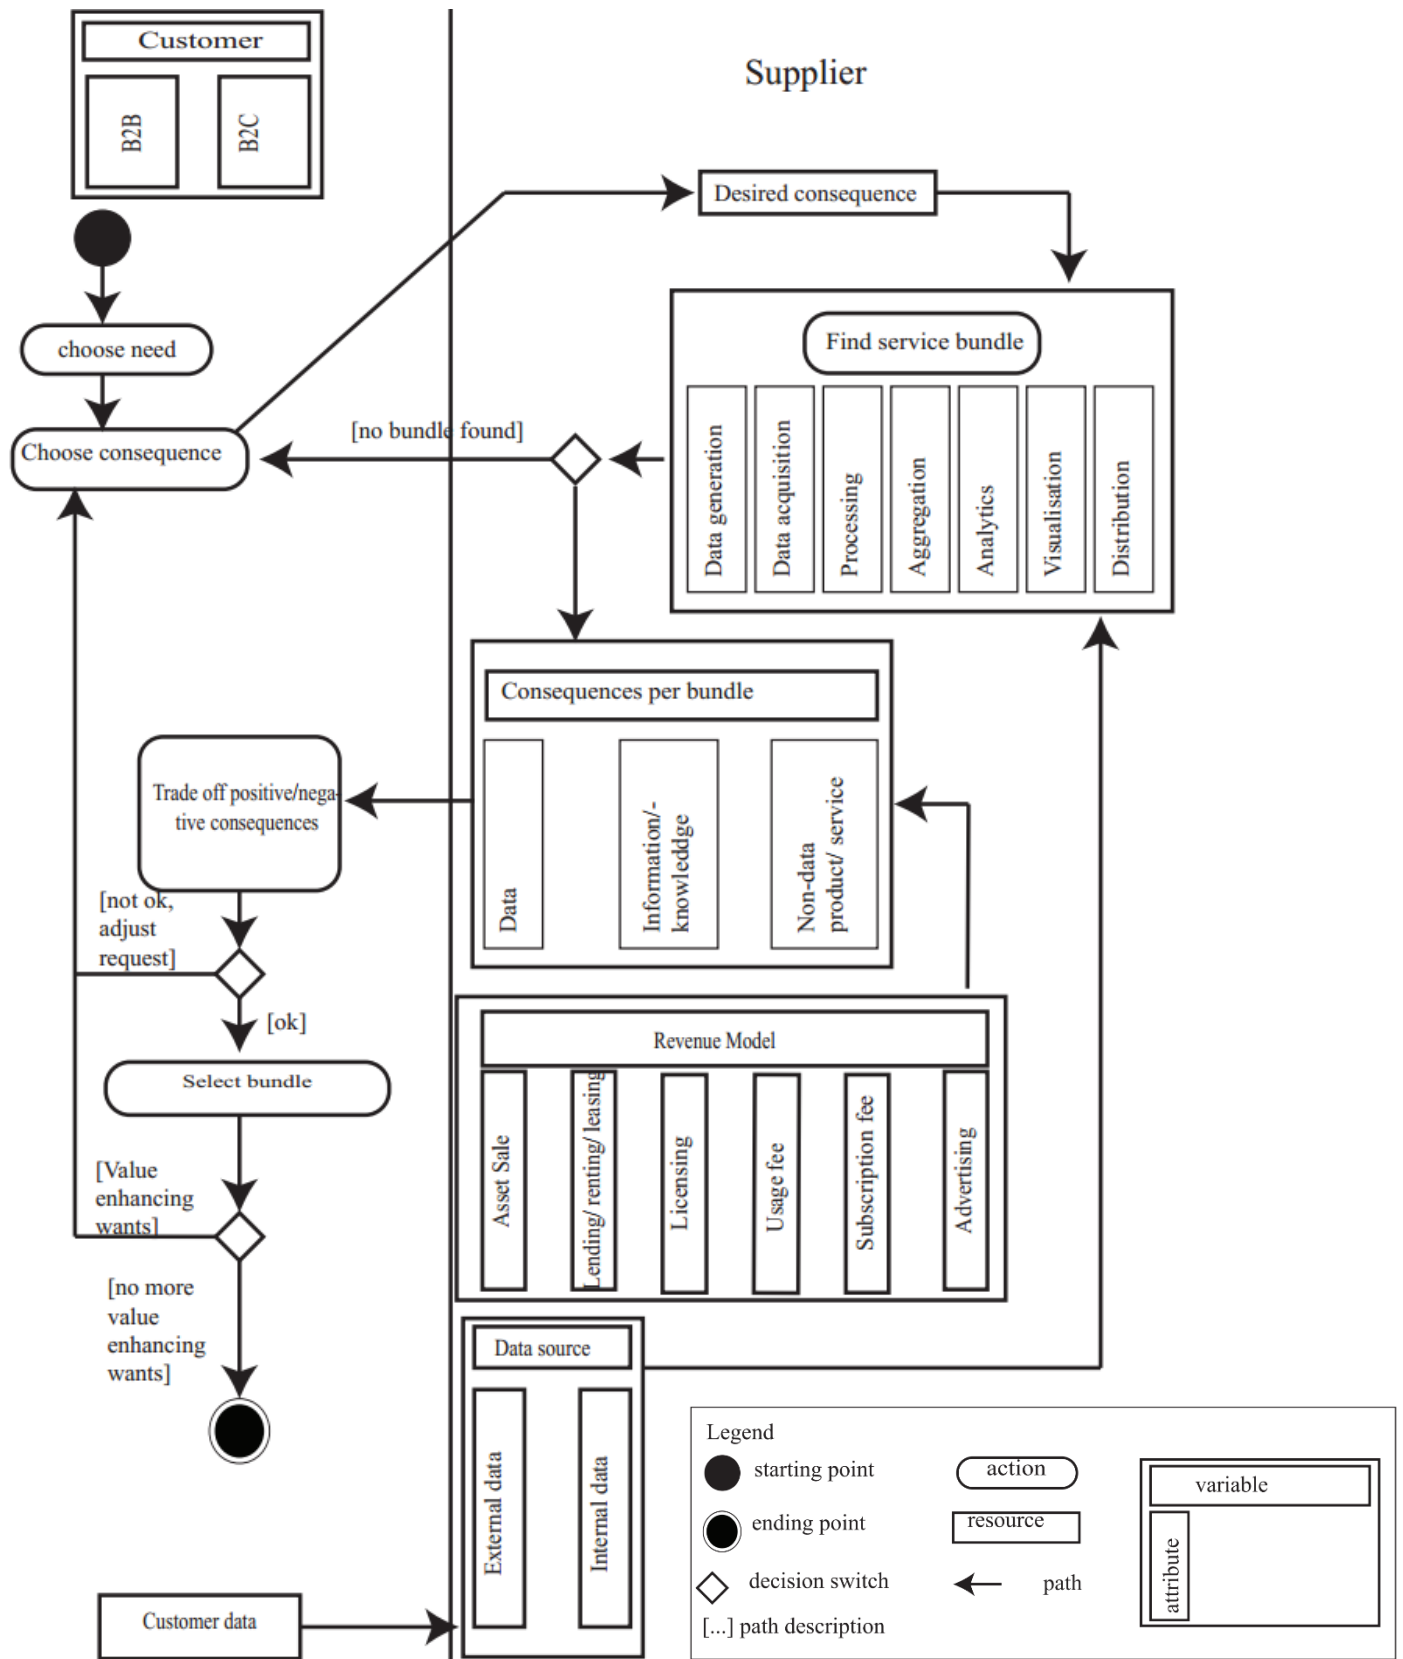 Customer
B2B
B2C
Supplier
Desired consequence
choose need
Find service bundle
Choose consequence
[no bundle found]
Data generation
Data acquisition
Processing
Aggregation
Analytics
Visualisation
Distribution
Consequences per bundle
Data
Information/-
knowleddge
Non-data
product/ service
Trade off positive/nega-
tive consequences
[not ok,
adjust
request]
[ok]
Select bundle
Revenue Model
Asset Sale
Lending/ renting/ leasing
Licensing
Usage fee
Subscription fee
Advertising
[Value
enhancing
wants]
[no more
value
enhancing
wants]
Data source
External data
Internal data
Customer data
Legend
starting point
action
variable
ending point
resource
attribute
decision switch
path
[...] path description